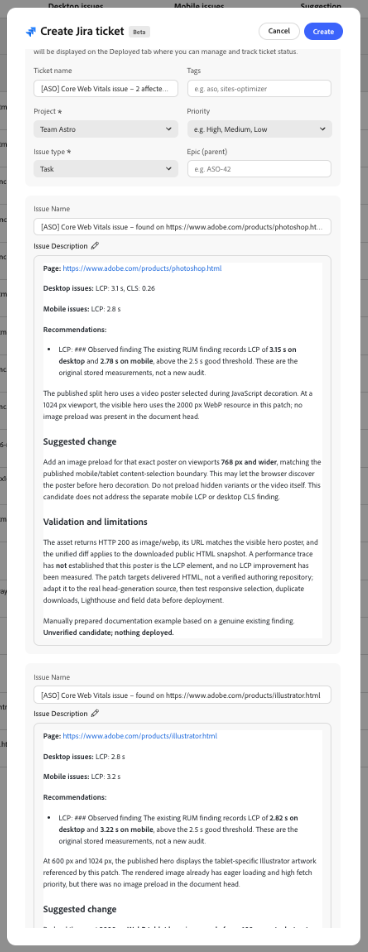 Desktop issues Mobile issues Suggestion
Create Jira ticket Beta Cancel Create
will be displayed on the Deployed tab where you can manage and track ticket status.
Ticket name Tags
[ASO] Core Web Vitals issue – 2 affecte... e.g. aso, sites-optimizer
Project * Priority
Team Astro e.g. High, Medium, Low
Issue type * Epic (parent)
Task e.g. ASO-42
Issue Name
[ASO] Core Web Vitals issue – found on https://www.adobe.com/products/photoshop.ht...
Issue Description
Page: https://www.adobe.com/products/photoshop.html
Desktop issues: LCP: 3.1 s, CLS: 0.26
Mobile issues: LCP: 2.8 s
Recommendations:
• LCP: ### Observed finding The existing RUM finding records LCP of 3.15 s on
desktop and 2.78 s on mobile, above the 2.5 s good threshold. These are the
original stored measurements, not a new audit.
The published split hero uses a video poster selected during JavaScript decoration. At a
1024 px viewport, the visible hero uses the 2000 px WebP resource in this patch; no
image preload was present in the document head.
Suggested change
Add an image preload for that exact poster on viewports 768 px and wider, matching the
published mobile/tablet content-selection boundary. This may let the browser discover
the poster before hero decoration. Do not preload hidden variants or the video itself. This
candidate does not address the separate mobile LCP or desktop CLS finding.
Validation and limitations
The asset returns HTTP 200 as image/webp, its URL matches the visible hero poster, and
the unified diff applies to the downloaded public HTML snapshot. A performance trace
has not established that this poster is the LCP element, and no LCP improvement has
been measured. The patch targets delivered HTML, not a verified authoring repository;
adapt it to the real head-generation source, then test responsive selection, duplicate
downloads, Lighthouse and field data before deployment.
Manually prepared documentation example based on a genuine existing finding.
Unverified candidate; nothing deployed.
Issue Name
[ASO] Core Web Vitals issue – found on https://www.adobe.com/products/illustrator.html
Issue Description
Page: https://www.adobe.com/products/illustrator.html
Desktop issues: LCP: 2.8 s
Mobile issues: LCP: 3.2 s
Recommendations:
• LCP: ### Observed finding The existing RUM finding records LCP of 2.82 s on
desktop and 3.22 s on mobile, above the 2.5 s good threshold. These are the
original stored measurements, not a new audit.
At 600 px and 1024 px, the published hero displays the tablet-specific Illustrator artwork
referenced by this patch. The rendered image already has eager loading and high fetch
priority, but there was no image preload in the document head.
Suggested change